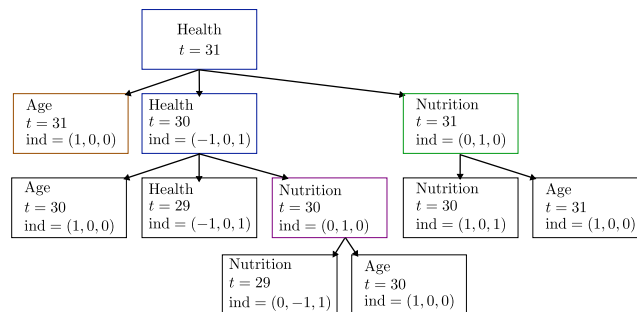 Health
t = 31
Age
t = 31
ind = (1, 0, 0)
Health
t = 30
ind = (−1, 0, 1)
Nutrition
t = 31
ind = (0, 1, 0)
Age
t = 30
ind = (1, 0, 0)
Health
t = 29
ind = (−1, 0, 1)
Nutrition
t = 30
ind = (0, 1, 0)
Nutrition
t = 30
ind = (1, 0, 1)
Age
t = 31
ind = (1, 0, 0)
Nutrition
t = 29
ind = (0, −1, 1)
Age
t = 30
ind = (1, 0, 0)